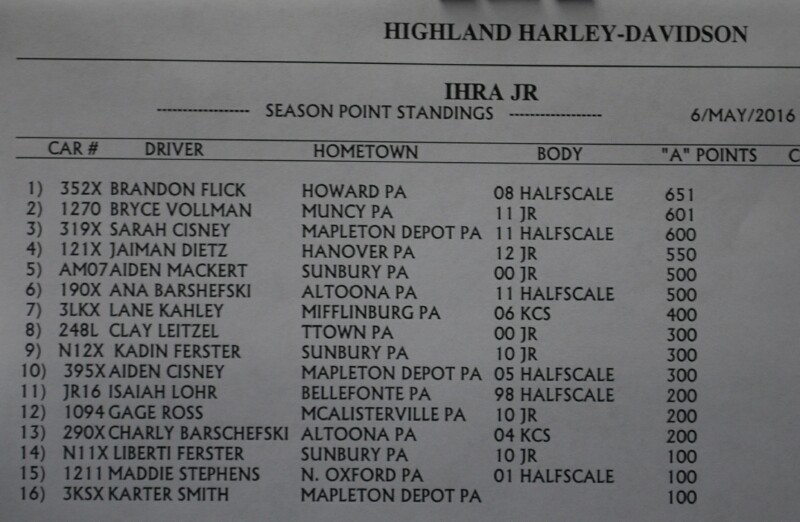 HIGHLAND HARLEY-DAVIDSON
IHRA JR
------------------ SEASON POINT STANDINGS ------------------ 6/MAY/2016
CAR # DRIVER HOMETOWN BODY "A" POINTS C
1) 352X BRANDON FLICK HOWARD PA 08 HALFSCALE 651
2) 1270 BRYCE VOLLMAN MUNCY PA 11 JR 601
3) 319X SARAH CISNEY MAPLETON DEPOT PA 11 HALFSCALE 600
4) 121X JAIMAN DIETZ HANOVER PA 12 JR 550
5) AM07 AIDEN MACKERT SUNBURY PA 00 JR 500
6) 190X ANA BARSHEFSKI ALTOONA PA 11 HALFSCALE 500
7) 3LKX LANE KAHLEY MIFFLINBURG PA 06 KCS 400
8) 248L CLAY LEITZEL TTOWN PA 00 JR 300
9) N12X KADIN FERSTER SUNBURY PA 10 JR 300
10) 395X AIDEN CISNEY MAPLETON DEPOT PA 05 HALFSCALE 300
11) JR16 ISAIAH LOHR BELLEFONTE PA 98 HALFSCALE 200
12) 1094 GAGE ROSS MCALISTERVILLE PA 10 JR 200
13) 290X CHARLY BARSCHEFSKI ALTOONA PA 04 KCS 200
14) N11X LIBERTI FERSTER SUNBURY PA 10 JR 100
15) 1211 MADDIE STEPHENS N. OXFORD PA 01 HALFSCALE 100
16) 3KSX KARTER SMITH MAPLETON DEPOT PA 100